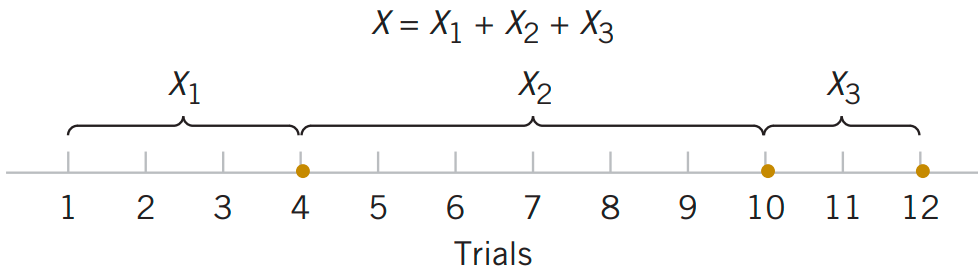 X = X₁ + X₂ + X₃
X₁ X₂ X₃
1 2 3 4 5 6 7 8 9 10 11 12
Trials